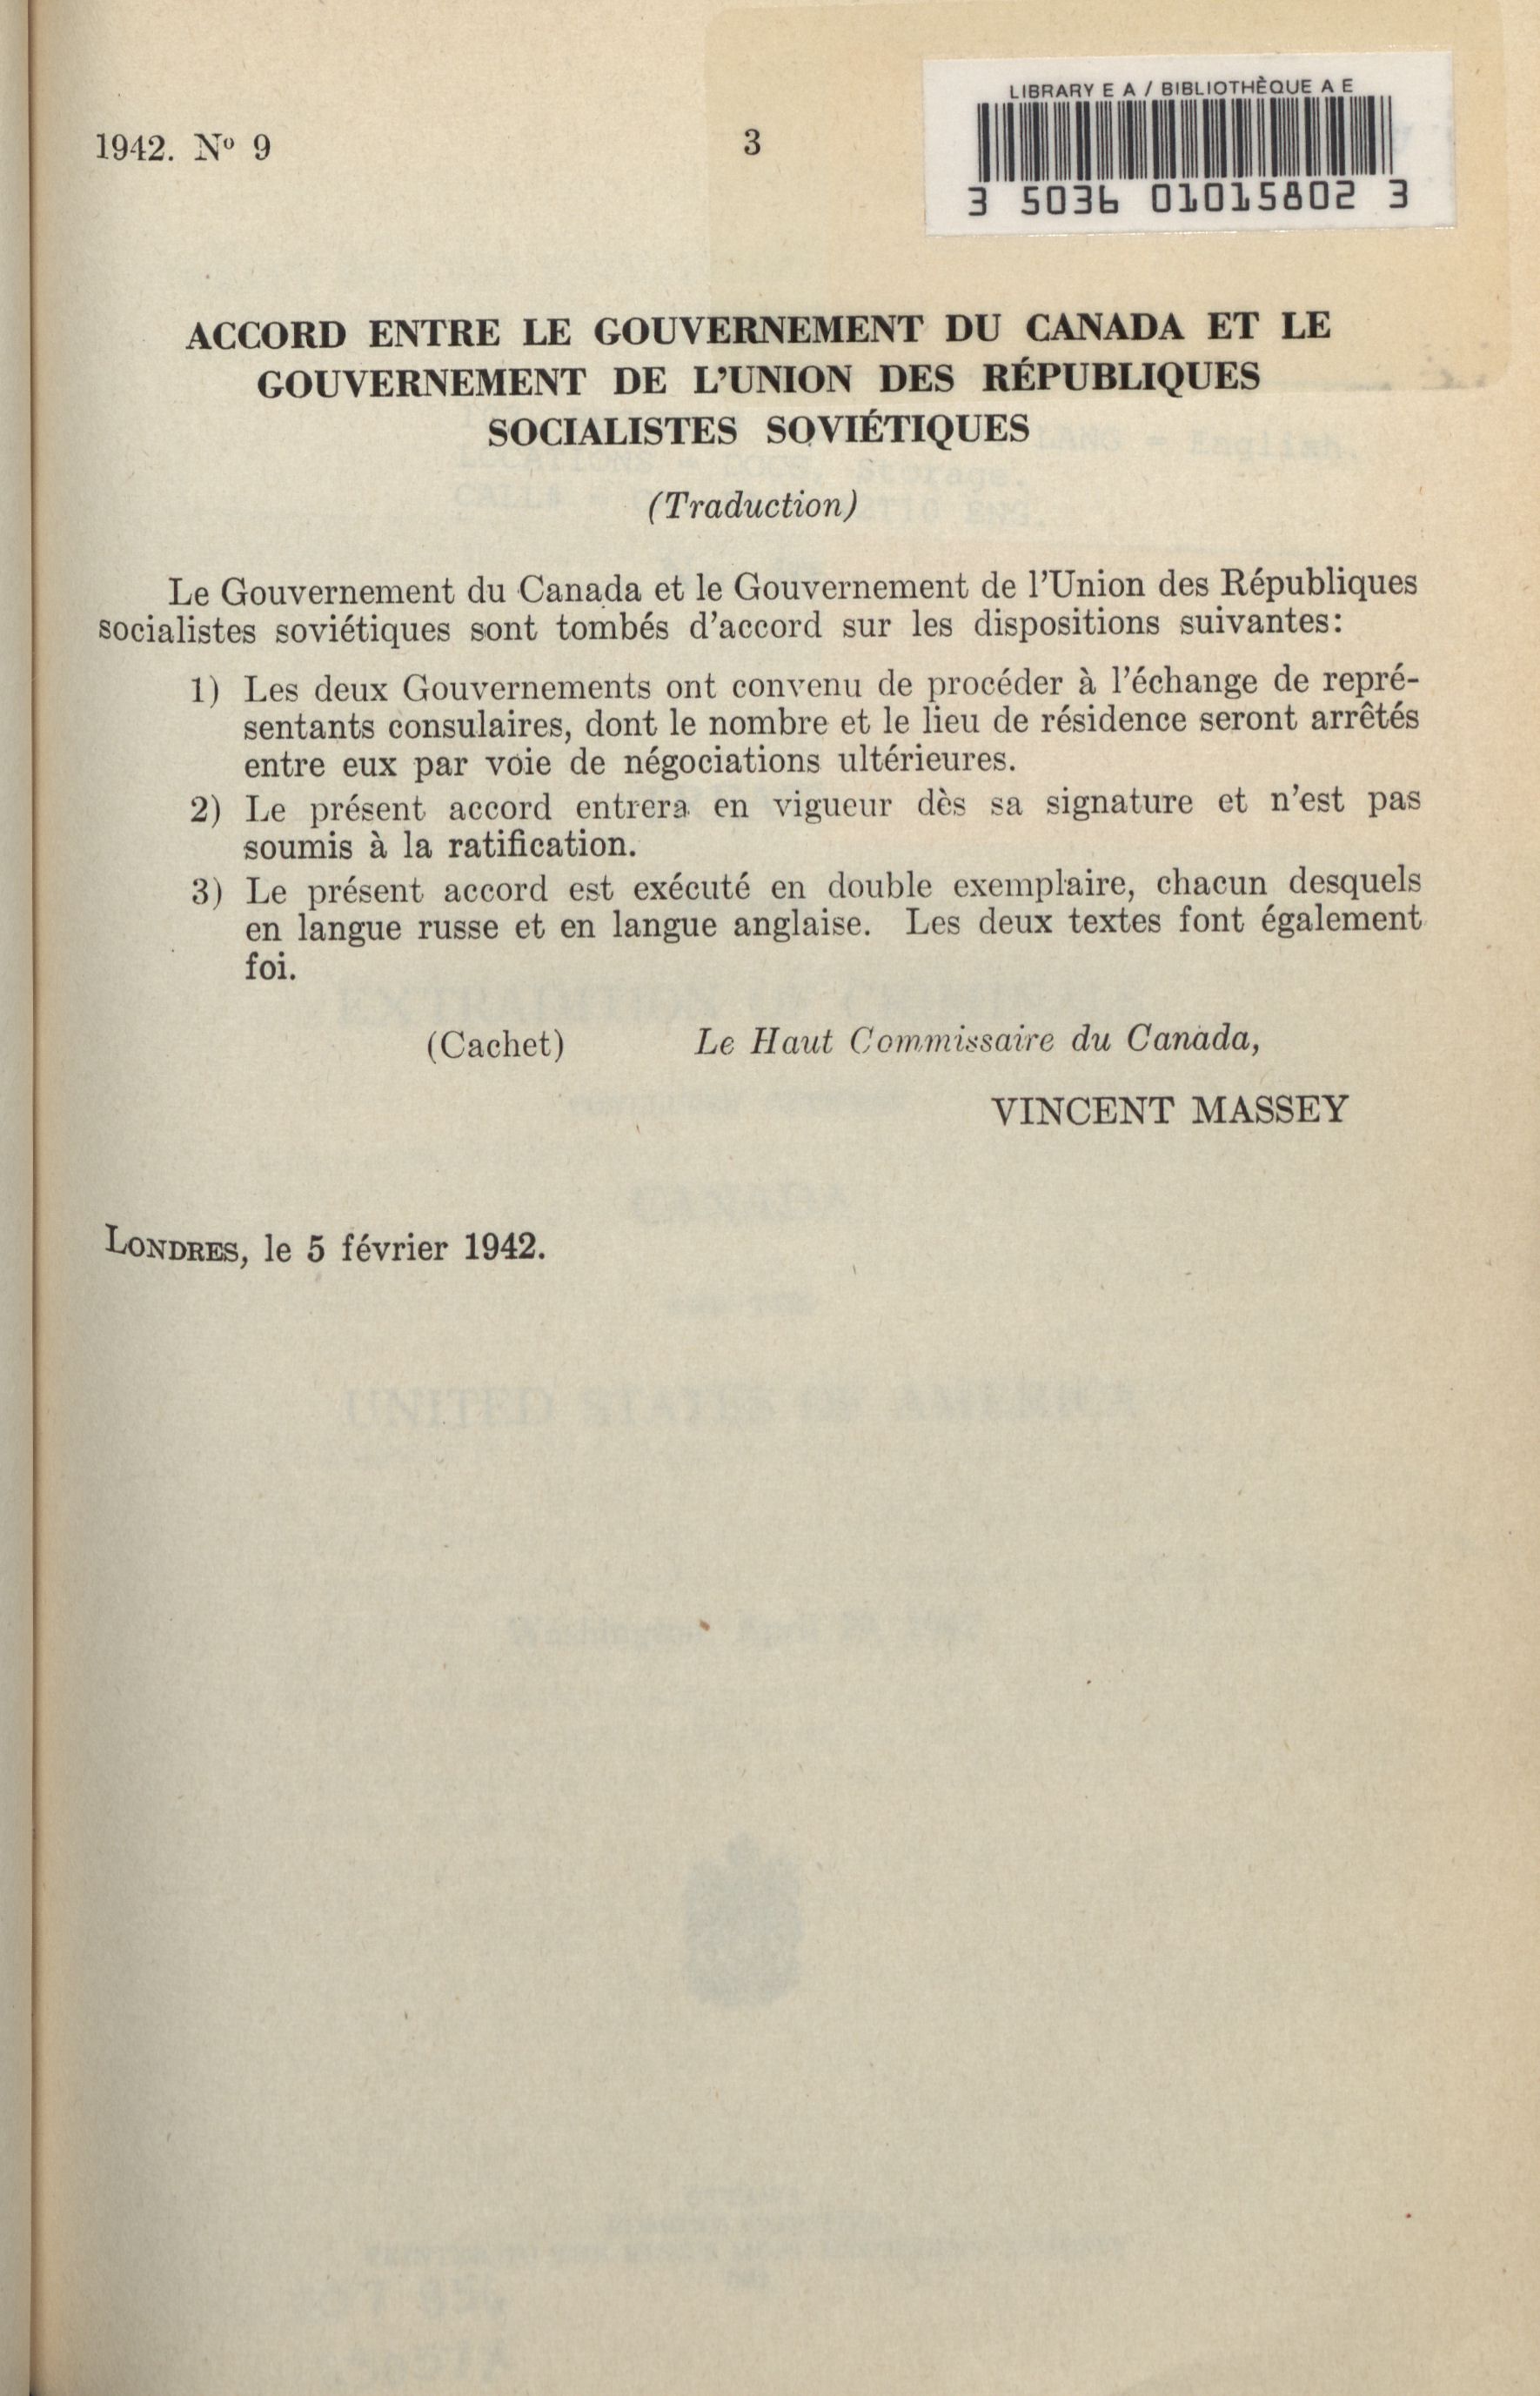 LIBRARY E A / BIBLIOTHÈQUE A E
3 5036 01015802 3
1942. Nº 9
3
ACCORD ENTRE LE GOUVERNEMENT DU CANADA ET LE
GOUVERNEMENT DE L'UNION DES RÉPUBLIQUES
SOCIALISTES SOVIÉTIQUES
(Traduction)
Le Gouvernement du Canada et le Gouvernement de l'Union des Républiques
socialistes soviétiques sont tombés d'accord sur les dispositions suivantes:
1) Les deux Gouvernements ont convenu de procéder à l'échange de repré-
sentants consulaires, dont le nombre et le lieu de résidence seront arrêtés
entre eux par voie de négociations ultérieures.
2) Le présent accord entrera en vigueur dès sa signature et n'est pas
soumis à la ratification.
3) Le présent accord est exécuté en double exemplaire, chacun desquels
en langue russe et en langue anglaise. Les deux textes font également
foi.
(Cachet) Le Haut Commissaire du Canada,
VINCENT MASSEY
LONDRES, le 5 février 1942.
UNITED STATES OF AMERICA